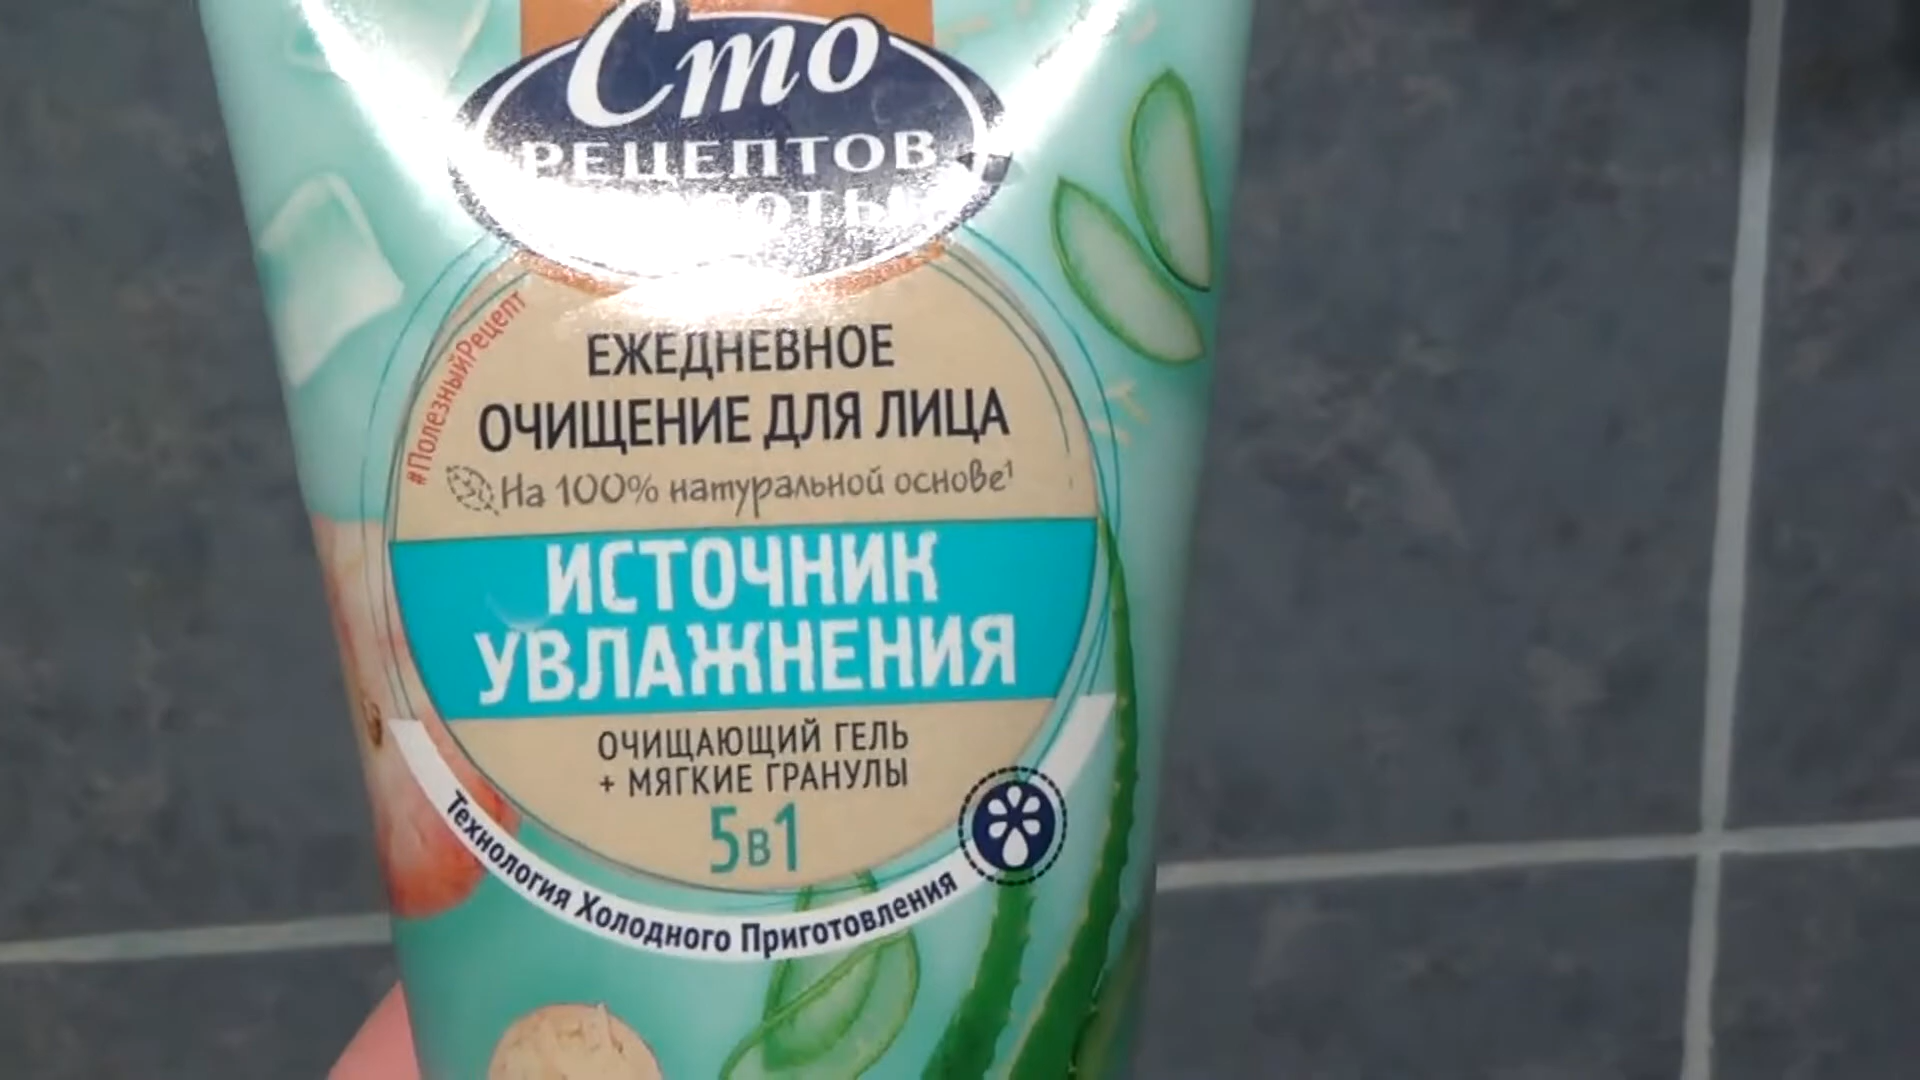 Сто
РЕЦЕПТОВ
#ПолезныйРецепт
ЕЖЕДНЕВНОЕ
ОЧИЩЕНИЕ ДЛЯ ЛИЦА
На 100% натуральной основе¹
ИСТОЧНИК
УВЛАЖНЕНИЯ
ОЧИЩАЮЩИЙ ГЕЛЬ
+ МЯГКИЕ ГРАНУЛЫ
5в1
Технология Холодного Приготовления